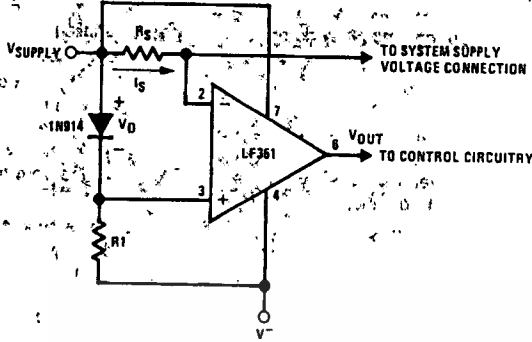 VSUPPLY
RS
TO SYSTEM SUPPLY
VOLTAGE CONNECTION
IS
2
7
+
1N914
VD
−
−
LF351
6
VOUT
TO CONTROL CIRCUITRY
3
+
4
R1
V−